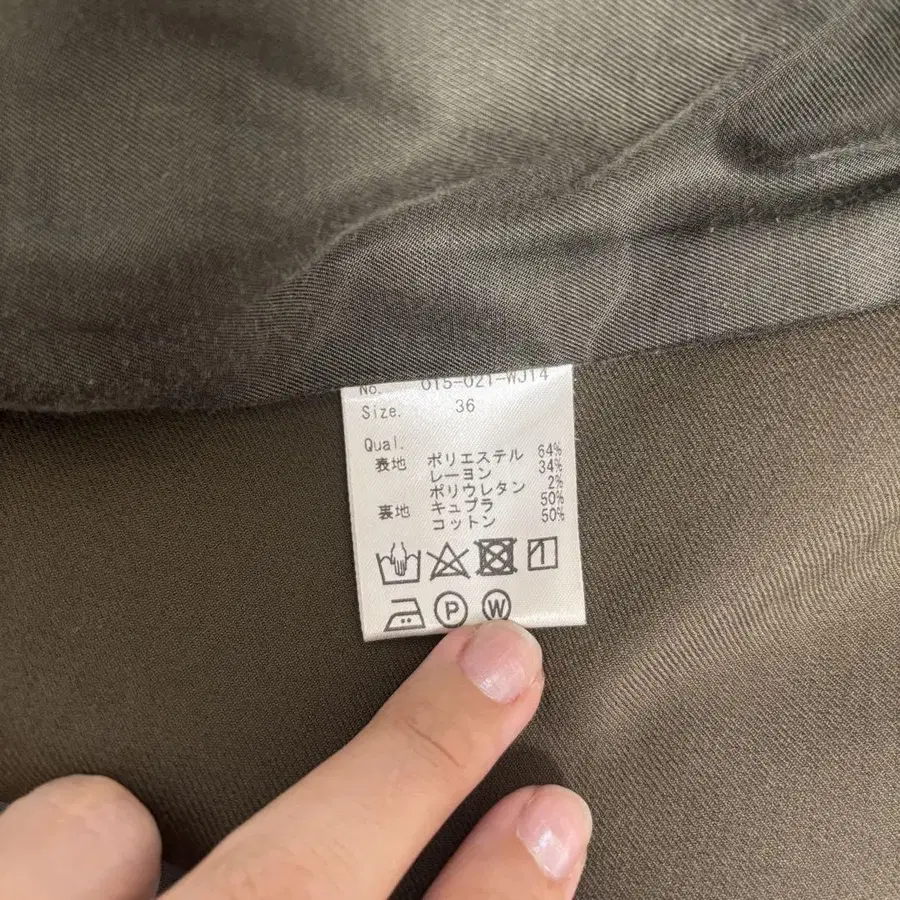 No. 015-021-WJ14
Size. 36
Qual.
表地 ポリエステル 64%
レーヨン 34%
ポリウレタン 2%
裏地 キュプラ 50%
コットン 50%
P W